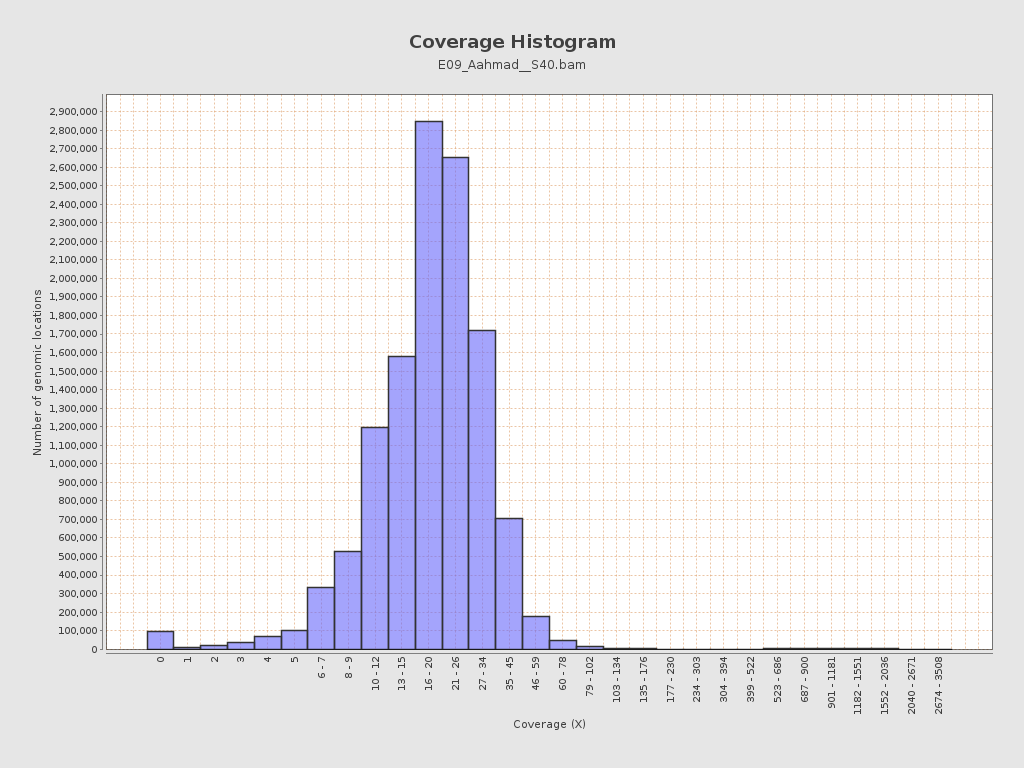 Coverage Histogram
E09_Aahmad__S40.bam
Number of genomic locations
2,900,000
2,800,000
2,700,000
2,600,000
2,500,000
2,400,000
2,300,000
2,200,000
2,100,000
2,000,000
1,900,000
1,800,000
1,700,000
1,600,000
1,500,000
1,400,000
1,300,000
1,200,000
1,100,000
1,000,000
900,000
800,000
700,000
600,000
500,000
400,000
300,000
200,000
100,000
0
0
1
2
3
4
5
6 - 7
8 - 9
10 - 12
13 - 15
16 - 20
21 - 26
27 - 34
35 - 45
46 - 59
60 - 78
79 - 102
103 - 134
135 - 176
177 - 230
234 - 303
304 - 394
399 - 522
523 - 686
687 - 900
901 - 1181
1182 - 1551
1552 - 2036
2040 - 2671
2674 - 3508
Coverage (X)